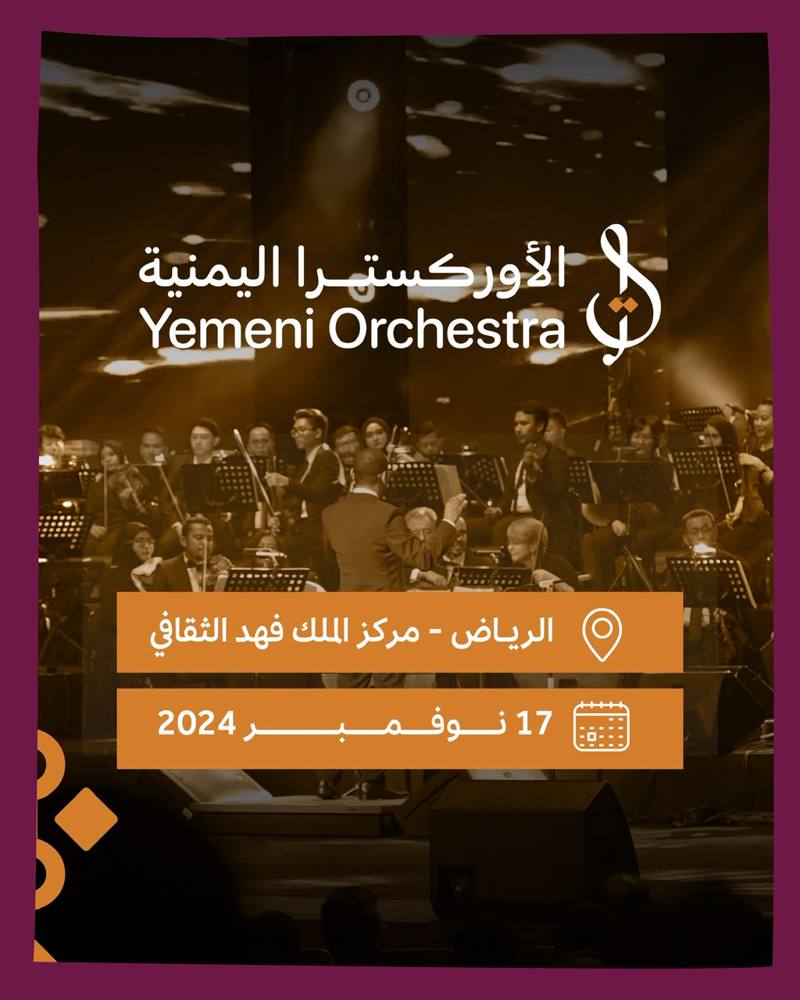 الأوركسترا اليمنية
Yemeni Orchestra
الرياض - مركز الملك فهد الثقافي
17 نوفمبر 2024